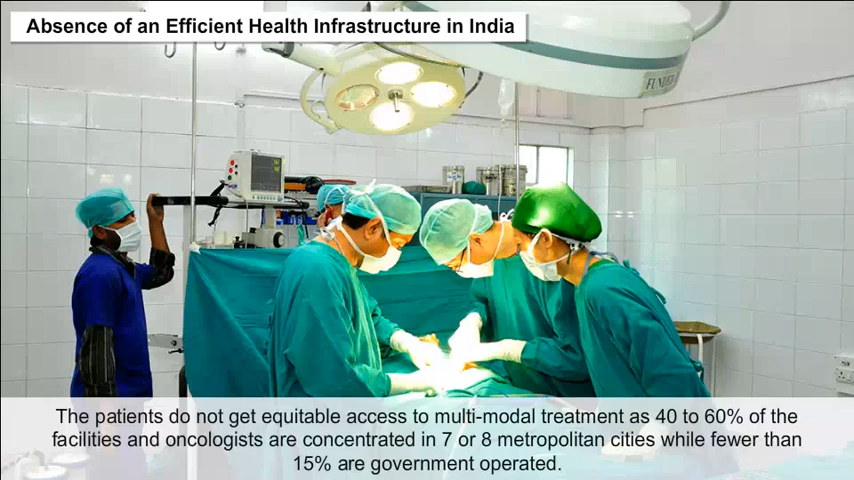 Absence of an Efficient Health Infrastructure in India
The patients do not get equitable access to multi-modal treatment as 40 to 60% of the
facilities and oncologists are concentrated in 7 or 8 metropolitan cities while fewer than
15% are government operated.